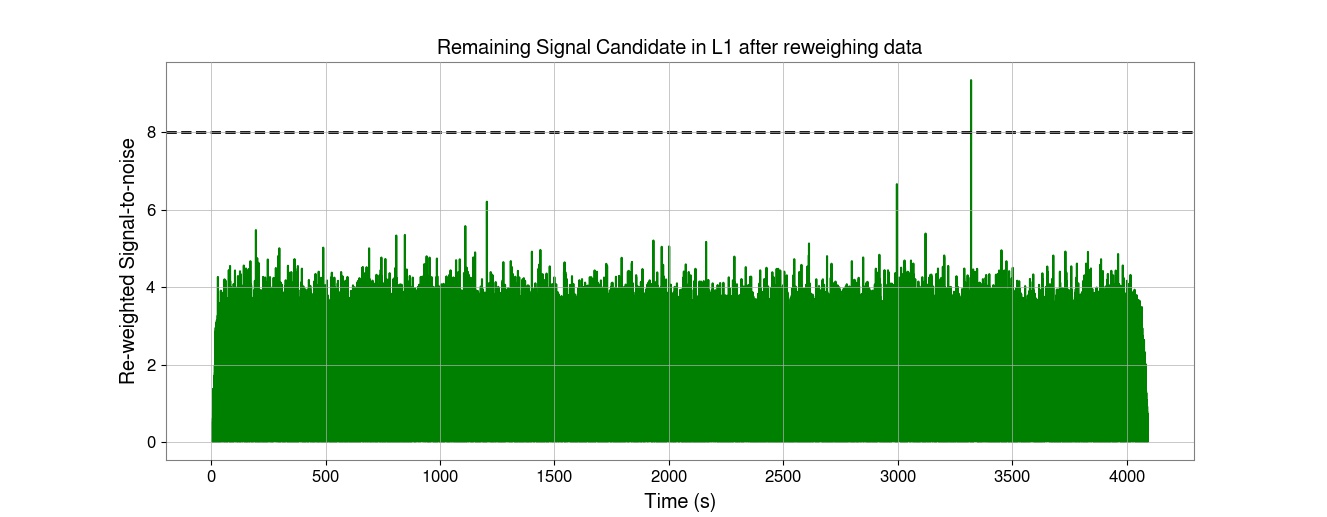 Remaining Signal Candidate in L1 after reweighing data
Re-weighted Signal-to-noise
8
6
4
2
0
0 500 1000 1500 2000 2500 3000 3500 4000
Time (s)